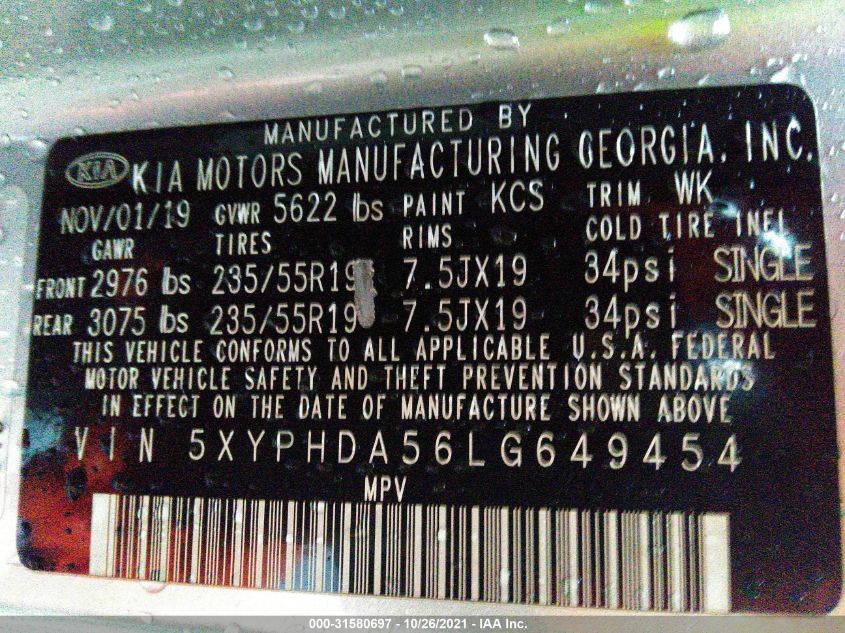 MANUFACTURED BY
KIA KIA MOTORS MANUFACTURING GEORGIA, INC.
NOV/01/19 GVWR 5622 lbs PAINT KCS TRIM WK
GAWR TIRES RIMS COLD TIRE INFL
FRONT 2976 lbs 235/55R19 7.5JX19 34psi SINGLE
REAR 3075 lbs 235/55R19 7.5JX19 34psi SINGLE
THIS VEHICLE CONFORMS TO ALL APPLICABLE U.S.A. FEDERAL
MOTOR VEHICLE SAFETY AND THEFT PREVENTION STANDARDS
IN EFFECT ON THE DATE OF MANUFACTURE SHOWN ABOVE
VIN 5XYPHDA56LG649454
MPV
000-31580697 - 10/26/2021 - IAA Inc.